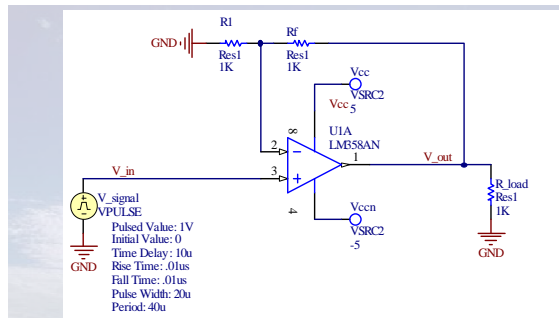 R1
Rf
GND
Res1
1K
Res1
1K
Vcc
VSRC2
5
Vcc
8
U1A
LM358AN
2
1
3
V_in
V_out
4
V_signal
VPULSE
Pulsed Value: 1V
Initial Value: 0
Time Delay: 10u
Rise Time: .01us
Fall Time: .01us
Pulse Width: 20u
Period: 40u
GND
Vccn
VSRC2
-5
R_load
Res1
1K
GND